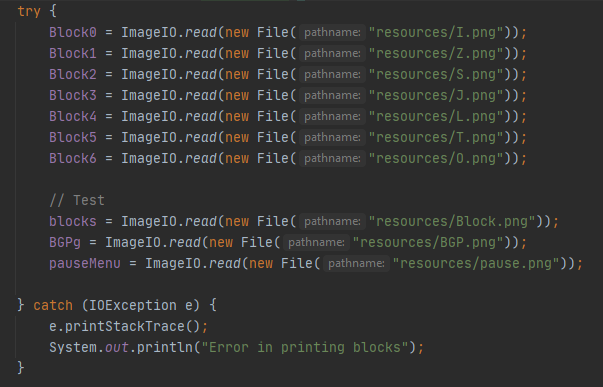 try {
Block0 = ImageIO.read(new File( pathname: "resources/I.png"));
Block1 = ImageIO.read(new File( pathname: "resources/Z.png"));
Block2 = ImageIO.read(new File( pathname: "resources/S.png"));
Block3 = ImageIO.read(new File( pathname: "resources/J.png"));
Block4 = ImageIO.read(new File( pathname: "resources/L.png"));
Block5 = ImageIO.read(new File( pathname: "resources/T.png"));
Block6 = ImageIO.read(new File( pathname: "resources/O.png"));
// Test
blocks = ImageIO.read(new File( pathname: "resources/Block.png"));
BGPg = ImageIO.read(new File( pathname: "resources/BGP.png"));
pauseMenu = ImageIO.read(new File( pathname: "resources/pause.png"));
} catch (IOException e) {
e.printStackTrace();
System.out.println("Error in printing blocks");
}